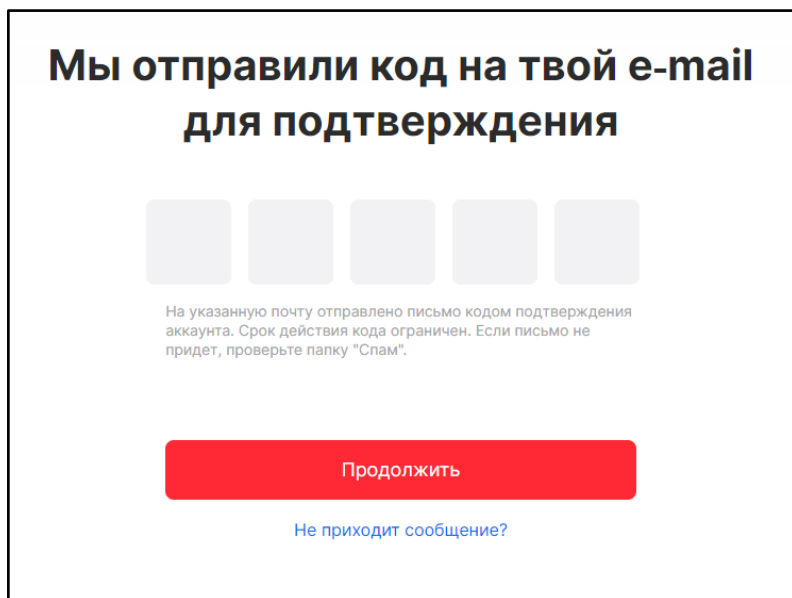 Мы отправили код на твой e-mail
для подтверждения
На указанную почту отправлено письмо кодом подтверждения
аккаунта. Срок действия кода ограничен. Если письмо не
придет, проверьте папку "Спам".
Продолжить
Не приходит сообщение?